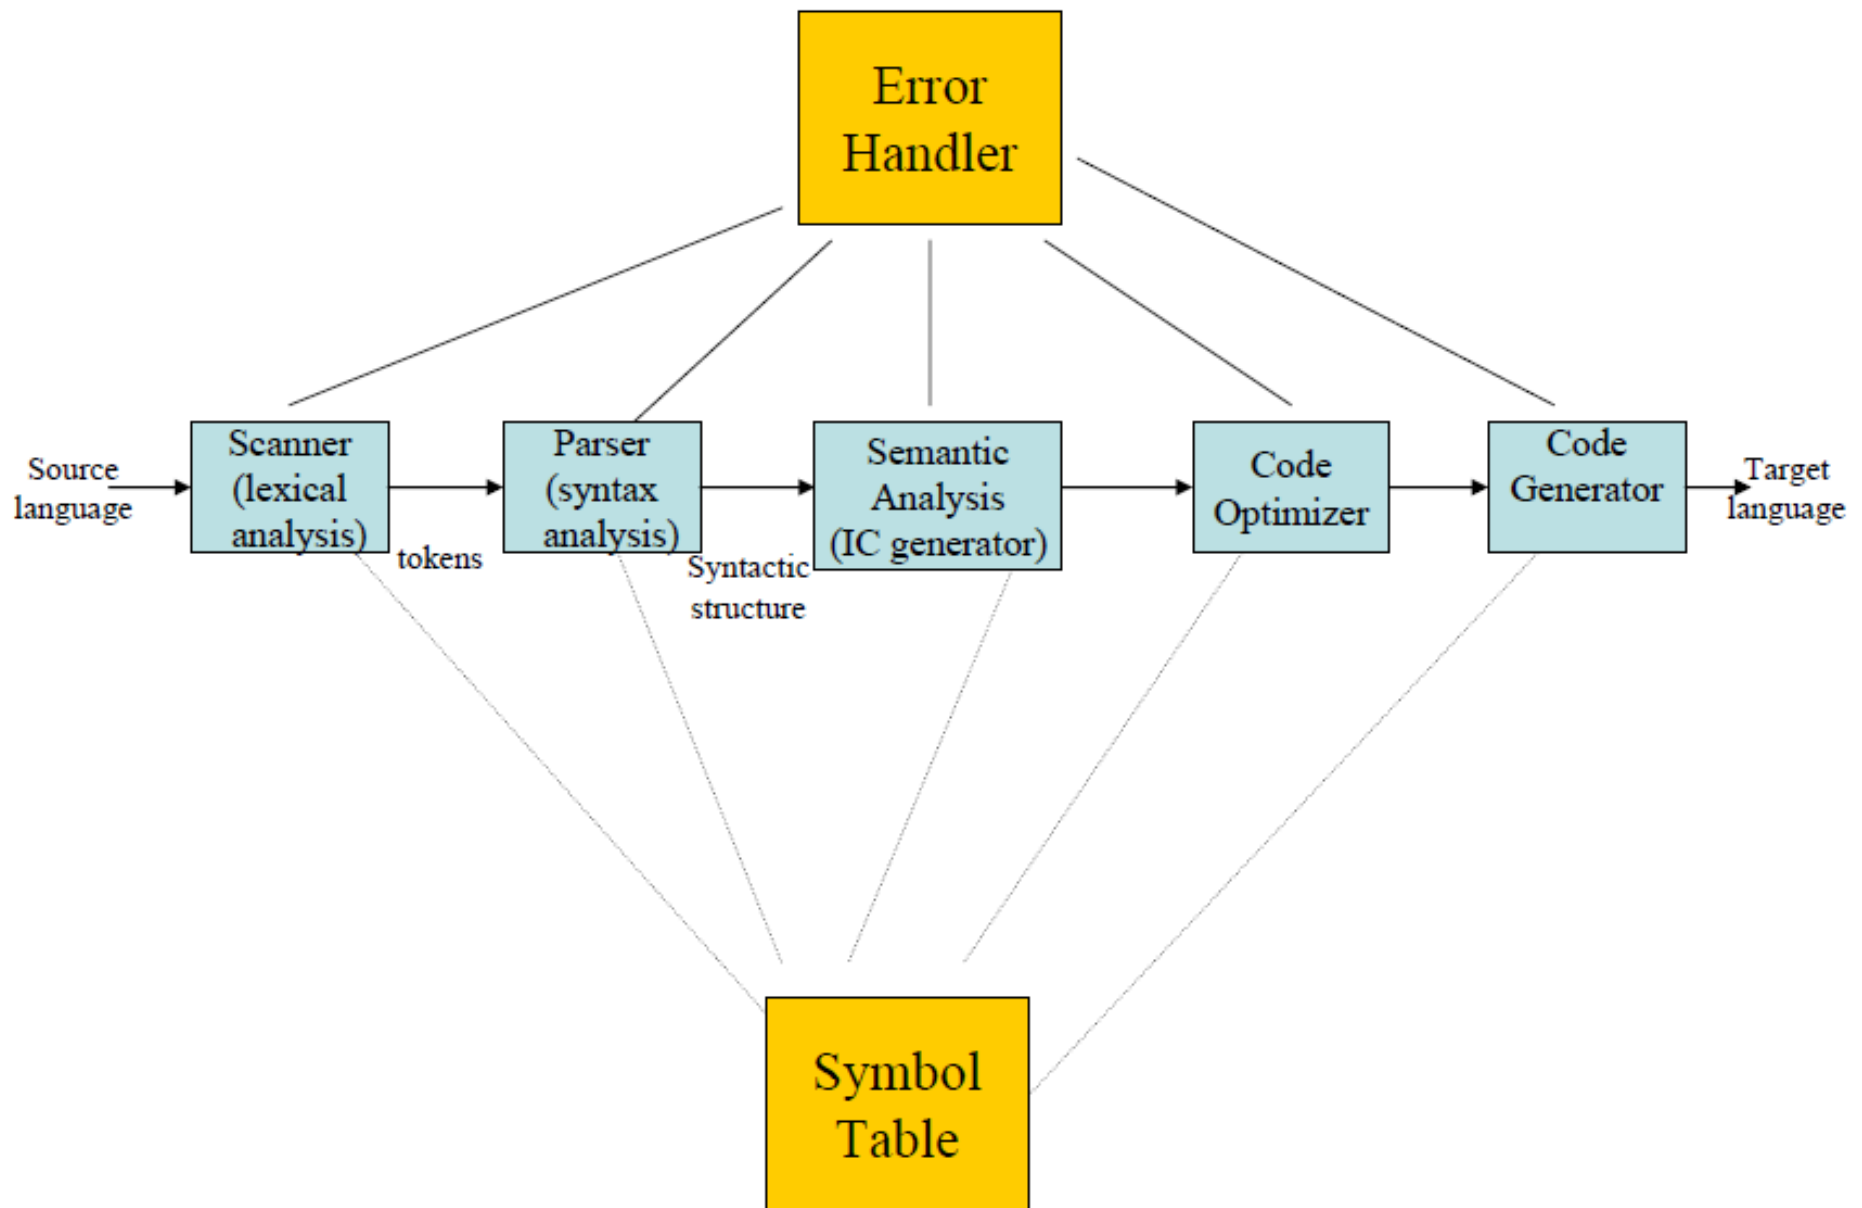 Error
Handler
Source
language
Scanner
(lexical
analysis)
tokens
Parser
(syntax
analysis)
Syntactic
structure
Semantic
Analysis
(IC generator)
Code
Optimizer
Code
Generator
Target
language
Symbol
Table